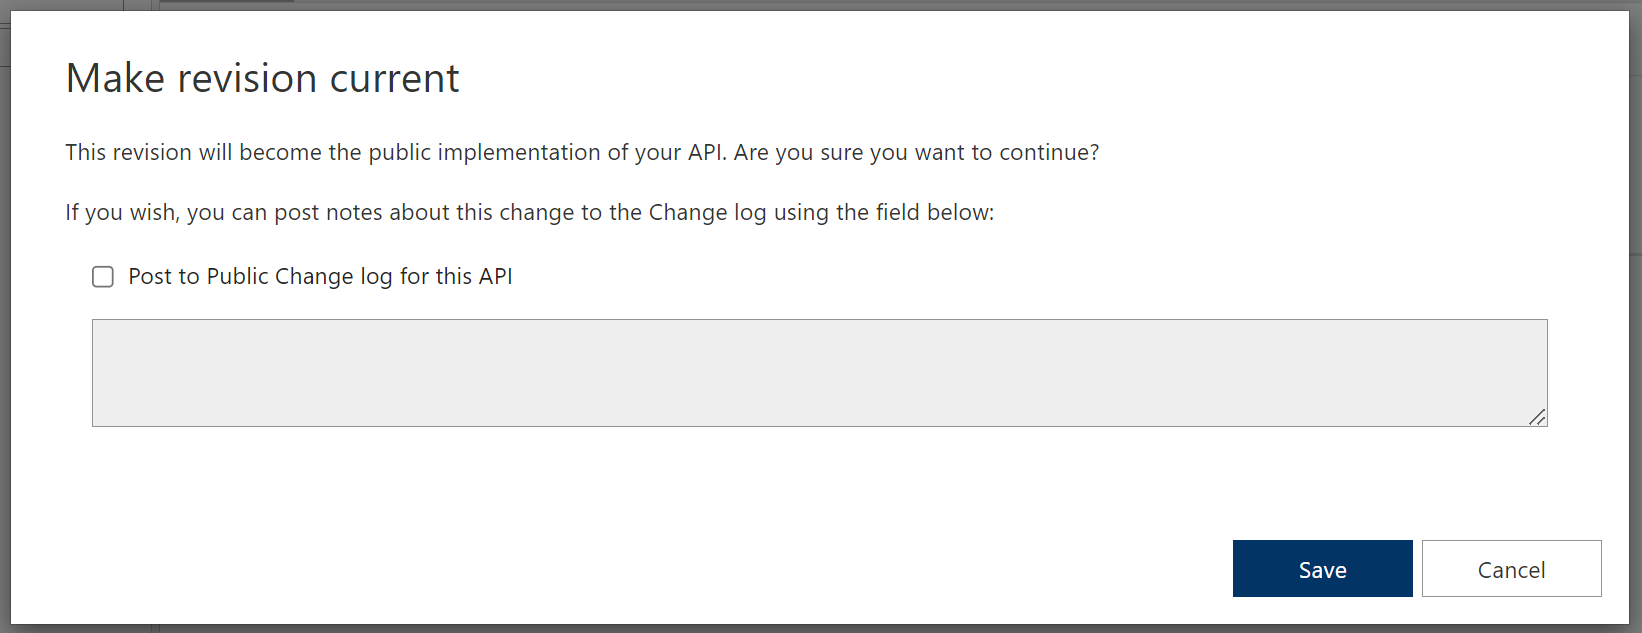 Make revision current
This revision will become the public implementation of your API. Are you sure you want to continue?
If you wish, you can post notes about this change to the Change log using the field below:
Post to Public Change log for this API
Save
Cancel